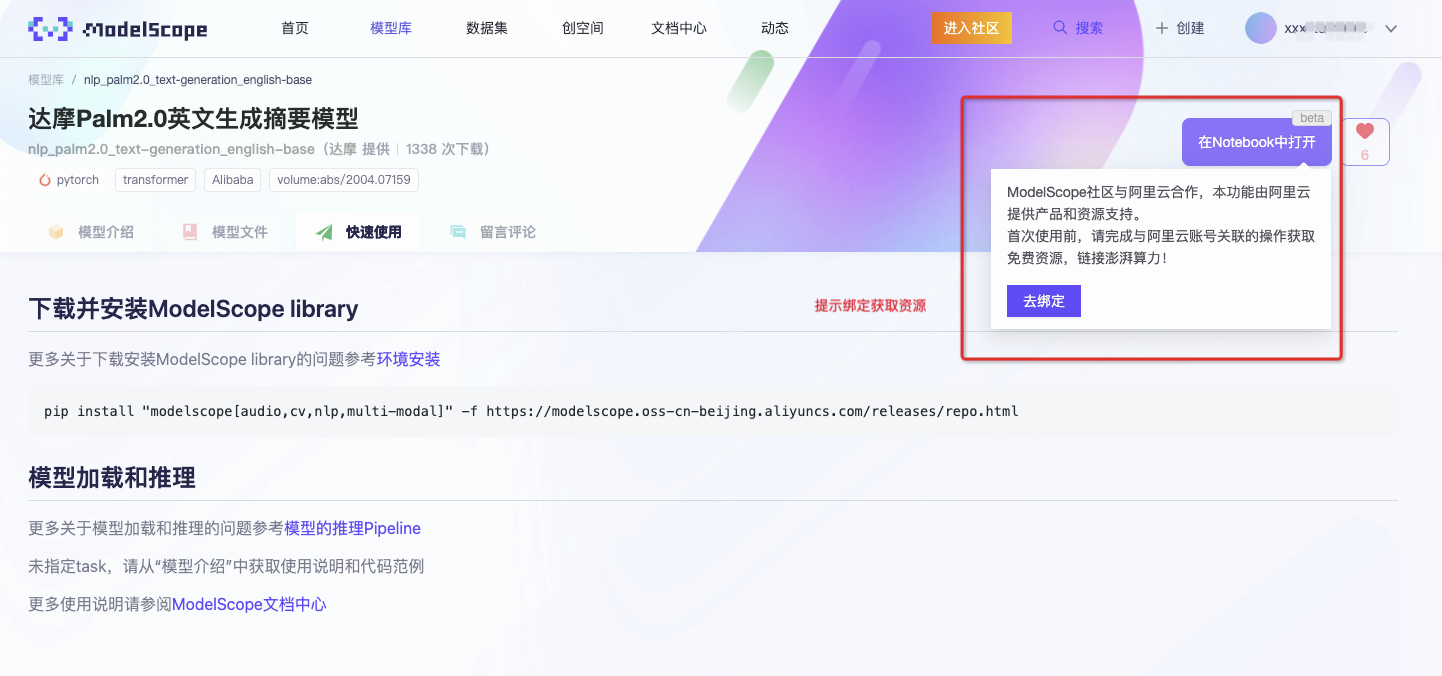 ModelScope
首页 模型库 数据集 创空间 文档中心 动态 进入社区 搜索 创建
模型库 / nlp_palm2.0_text-generation_english-base
达摩Palm2.0英文生成摘要模型
nlp_palm2.0_text-generation_english-base（达摩 提供 | 1338 次下载）
pytorch transformer Alibaba volume:abs/2004.07159
beta
在Notebook中打开
6
ModelScope社区与阿里云合作，本功能由阿里云
提供产品和资源支持。
首次使用前，请完成与阿里云账号关联的操作获取
免费资源，链接澎湃算力！
去绑定
模型介绍 模型文件 快速使用 留言评论
下载并安装ModelScope library
提示绑定获取资源
更多关于下载安装ModelScope library的问题参考环境安装
pip install "modelscope[audio,cv,nlp,multi-modal]" -f https://modelscope.oss-cn-beijing.aliyuncs.com/releases/repo.html
模型加载和推理
更多关于模型加载和推理的问题参考模型的推理Pipeline
未指定task，请从“模型介绍”中获取使用说明和代码范例
更多使用说明请参阅ModelScope文档中心